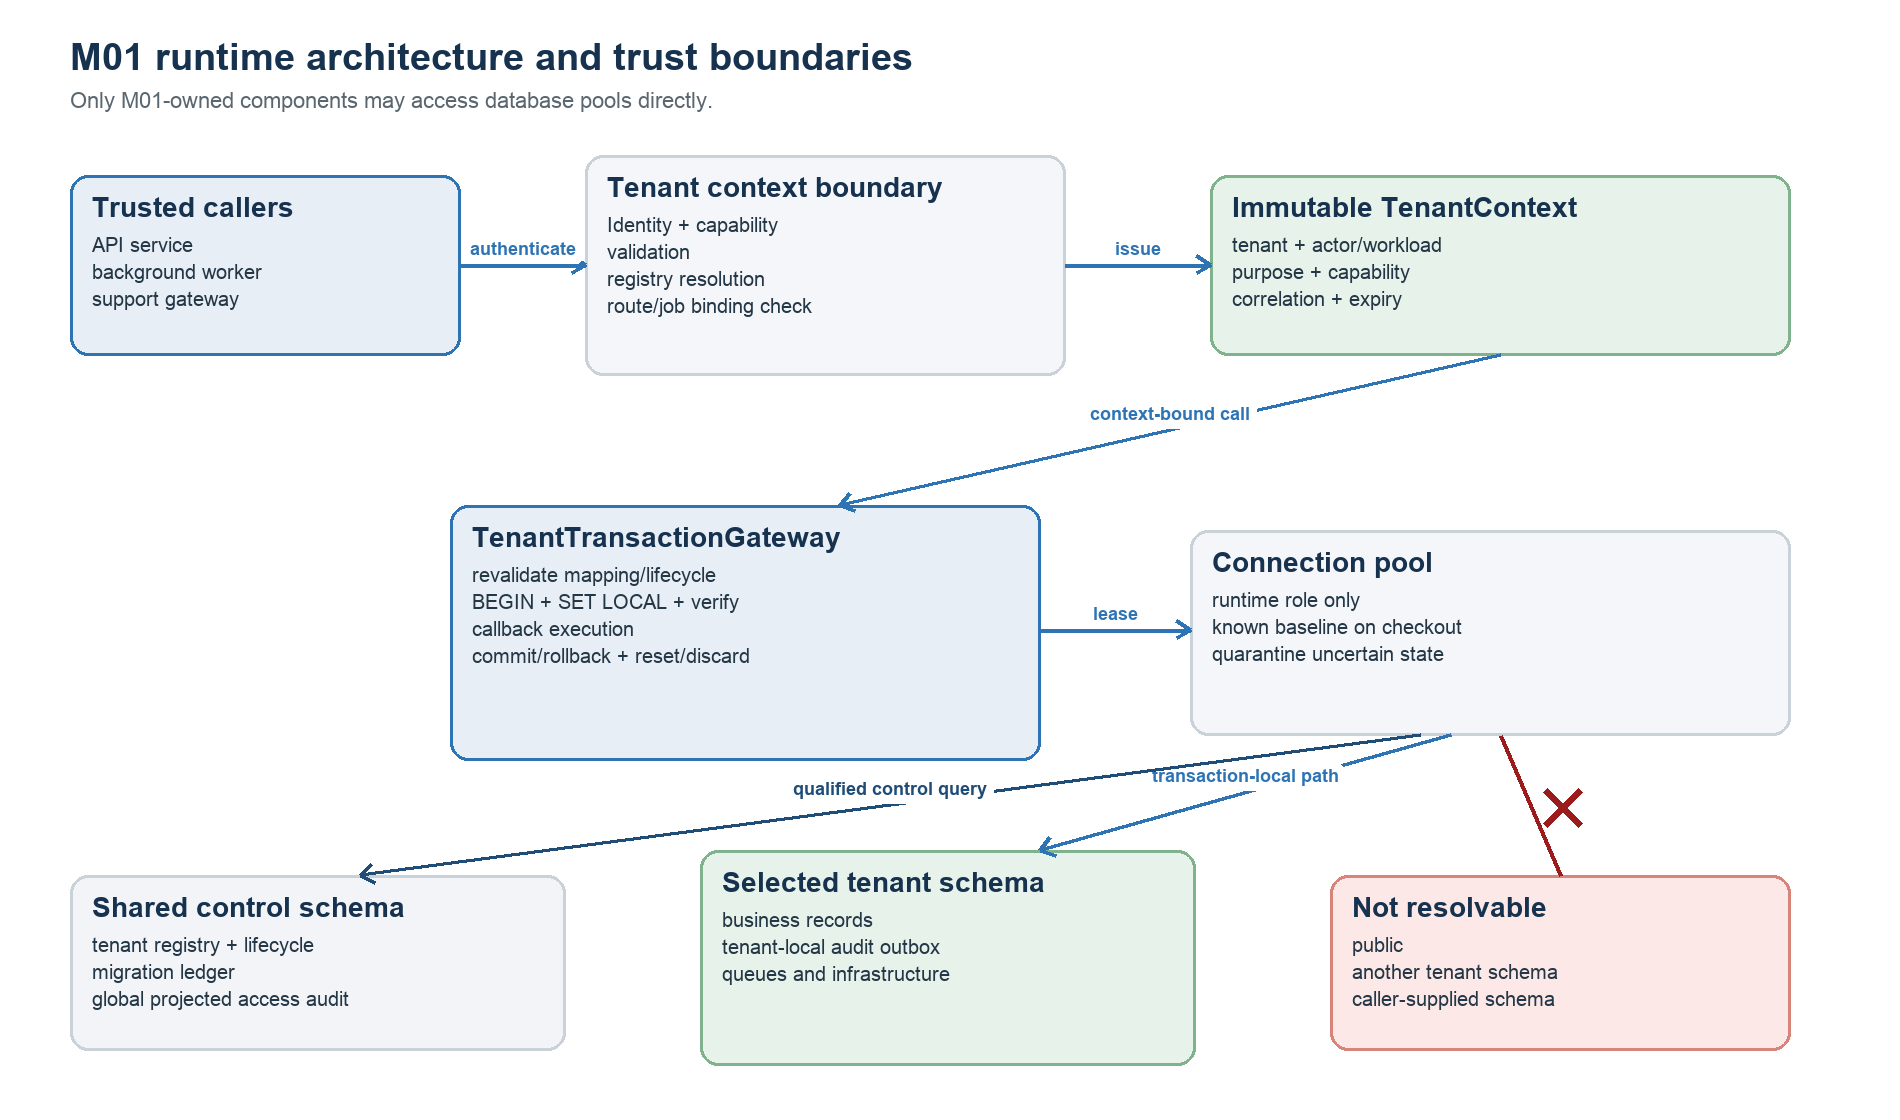 M01 runtime architecture and trust boundaries
Only M01-owned components may access database pools directly.
Trusted callers
API service
background worker
support gateway
authenticate
Tenant context boundary
Identity + capability
validation
registry resolution
route/job binding check
issue
Immutable TenantContext
tenant + actor/workload
purpose + capability
correlation + expiry
context-bound call
TenantTransactionGateway
revalidate mapping/lifecycle
BEGIN + SET LOCAL + verify
callback execution
commit/rollback + reset/discard
lease
Connection pool
runtime role only
known baseline on checkout
quarantine uncertain state
qualified control query
transaction-local path
Shared control schema
tenant registry + lifecycle
migration ledger
global projected access audit
Selected tenant schema
business records
tenant-local audit outbox
queues and infrastructure
Not resolvable
public
another tenant schema
caller-supplied schema